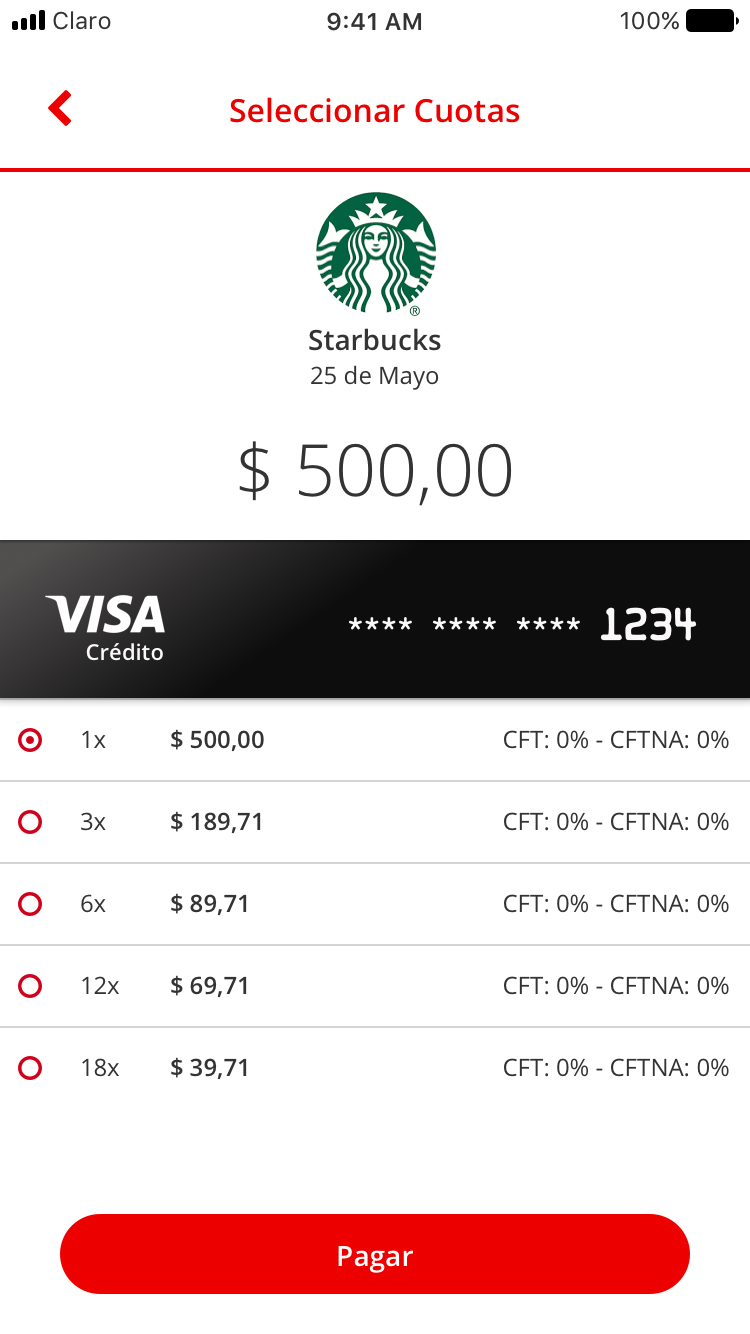 Claro 9:41 AM 100%
Seleccionar Cuotas
®
Starbucks
25 de Mayo
$ 500,00
VISA
Crédito
**** **** **** 1234
1x $ 500,00 CFT: 0% - CFTNA: 0%
3x $ 189,71 CFT: 0% - CFTNA: 0%
6x $ 89,71 CFT: 0% - CFTNA: 0%
12x $ 69,71 CFT: 0% - CFTNA: 0%
18x $ 39,71 CFT: 0% - CFTNA: 0%
Pagar